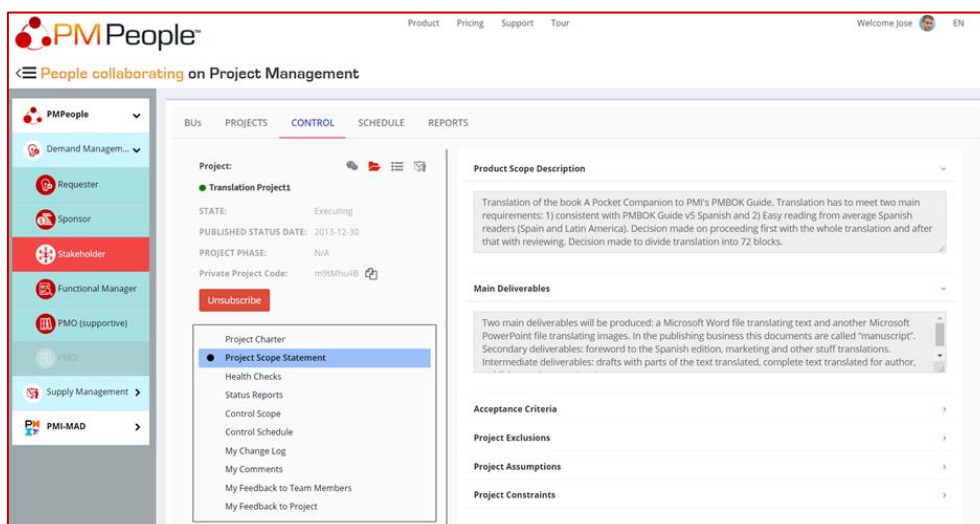 PMPeople™
Product Pricing Support Tour
Welcome Jose EN
People collaborating on Project Management
PMPeople
Demand Managem...
Requester
Sponsor
Stakeholder
Functional Manager
PMO (supportive)
PMO
Supply Management
PMI-MAD
BUs PROJECTS CONTROL SCHEDULE REPORTS
Project:
Translation Project1
STATE: Executing
PUBLISHED STATUS DATE: 2013-12-30
PROJECT PHASE: N/A
Private Project Code: m9tMhu4B
Unsubscribe
Project Charter
Project Scope Statement
Health Checks
Status Reports
Control Scope
Control Schedule
My Change Log
My Comments
My Feedback to Team Members
My Feedback to Project
Product Scope Description
Translation of the book A Pocket Companion to PMI's PMBOK Guide. Translation has to meet two main
requirements: 1) consistent with PMBOK Guide v5 Spanish and 2) Easy reading from average Spanish
readers (Spain and Latin America). Decision made on proceeding first with the whole translation and after
that with reviewing. Decision made to divide translation into 72 blocks.
Main Deliverables
Two main deliverables will be produced: a Microsoft Word file translating text and another Microsoft
PowerPoint file translating images. In the publishing business this documents are called "manuscript".
Secondary deliverables: foreword to the Spanish edition, marketing and other stuff translations.
Intermediate deliverables: drafts with parts of the text translated, complete text translated for author,
Acceptance Criteria
Project Exclusions
Project Assumptions
Project Constraints